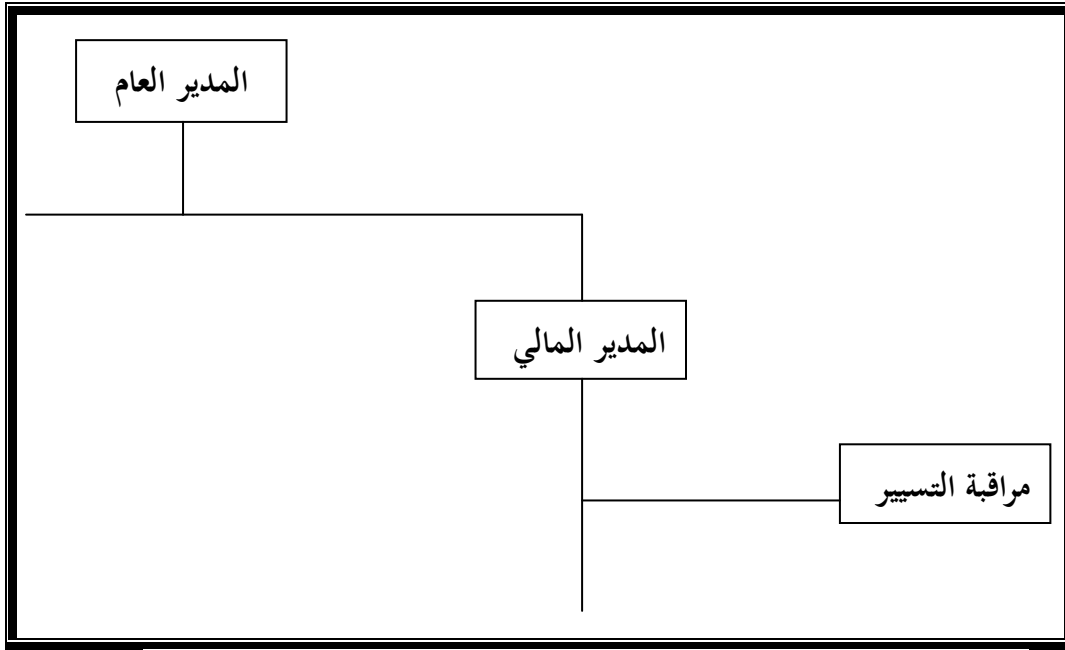 المدير العام
المدير المالي
مراقبة التسيير